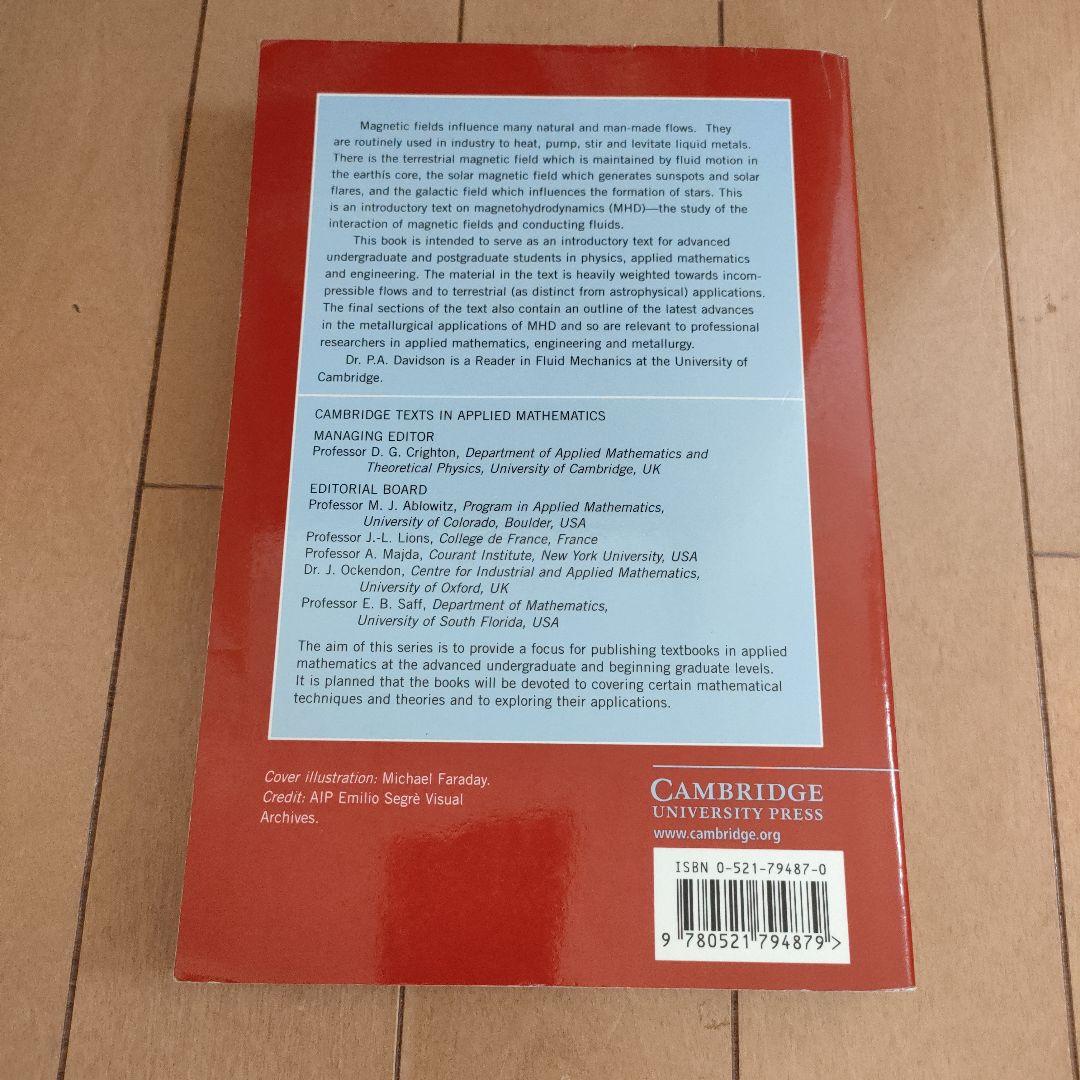 Magnetic fields influence many natural and man-made flows. They
are routinely used in industry to heat, pump, stir and levitate liquid metals.
There is the terrestrial magnetic field which is maintained by fluid motion in
the earthís core, the solar magnetic field which generates sunspots and solar
flares, and the galactic field which influences the formation of stars. This
is an introductory text on magnetohydrodynamics (MHD)—the study of the
interaction of magnetic fields and conducting fluids.
This book is intended to serve as an introductory text for advanced
undergraduate and postgraduate students in physics, applied mathematics
and engineering. The material in the text is heavily weighted towards incom-
pressible flows and to terrestrial (as distinct from astrophysical) applications.
The final sections of the text also contain an outline of the latest advances
in the metallurgical applications of MHD and so are relevant to professional
researchers in applied mathematics, engineering and metallurgy.
Dr. P.A. Davidson is a Reader in Fluid Mechanics at the University of
Cambridge.
CAMBRIDGE TEXTS IN APPLIED MATHEMATICS
MANAGING EDITOR
Professor D. G. Crighton, Department of Applied Mathematics and
Theoretical Physics, University of Cambridge, UK
EDITORIAL BOARD
Professor M. J. Ablowitz, Program in Applied Mathematics,
University of Colorado, Boulder, USA
Professor J.-L. Lions, College de France, France
Professor A. Majda, Courant Institute, New York University, USA
Dr. J. Ockendon, Centre for Industrial and Applied Mathematics,
University of Oxford, UK
Professor E. B. Saff, Department of Mathematics,
University of South Florida, USA
The aim of this series is to provide a focus for publishing textbooks in applied
mathematics at the advanced undergraduate and beginning graduate levels.
It is planned that the books will be devoted to covering certain mathematical
techniques and theories and to exploring their applications.
Cover illustration: Michael Faraday.
Credit: AIP Emilio Segrè Visual
Archives.
CAMBRIDGE
UNIVERSITY PRESS
www.cambridge.org
ISBN 0-521-79487-0
9 780521 794879 >